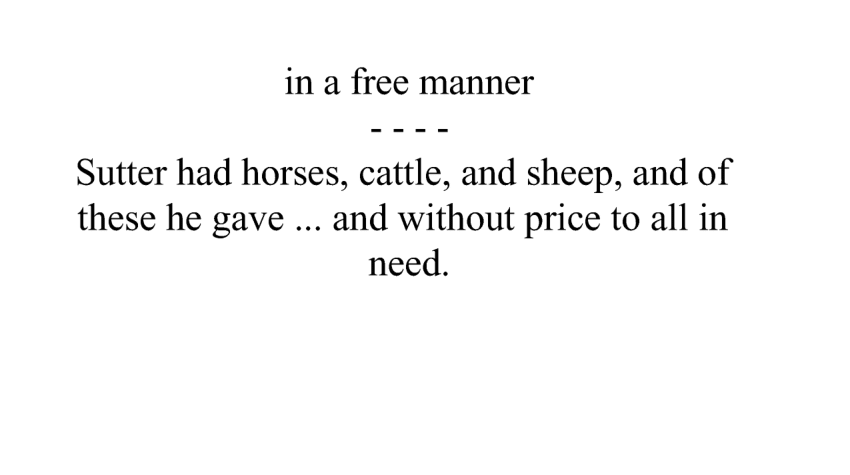 in a free manner
- - - -
Sutter had horses, cattle, and sheep, and of
these he gave ... and without price to all in
need.